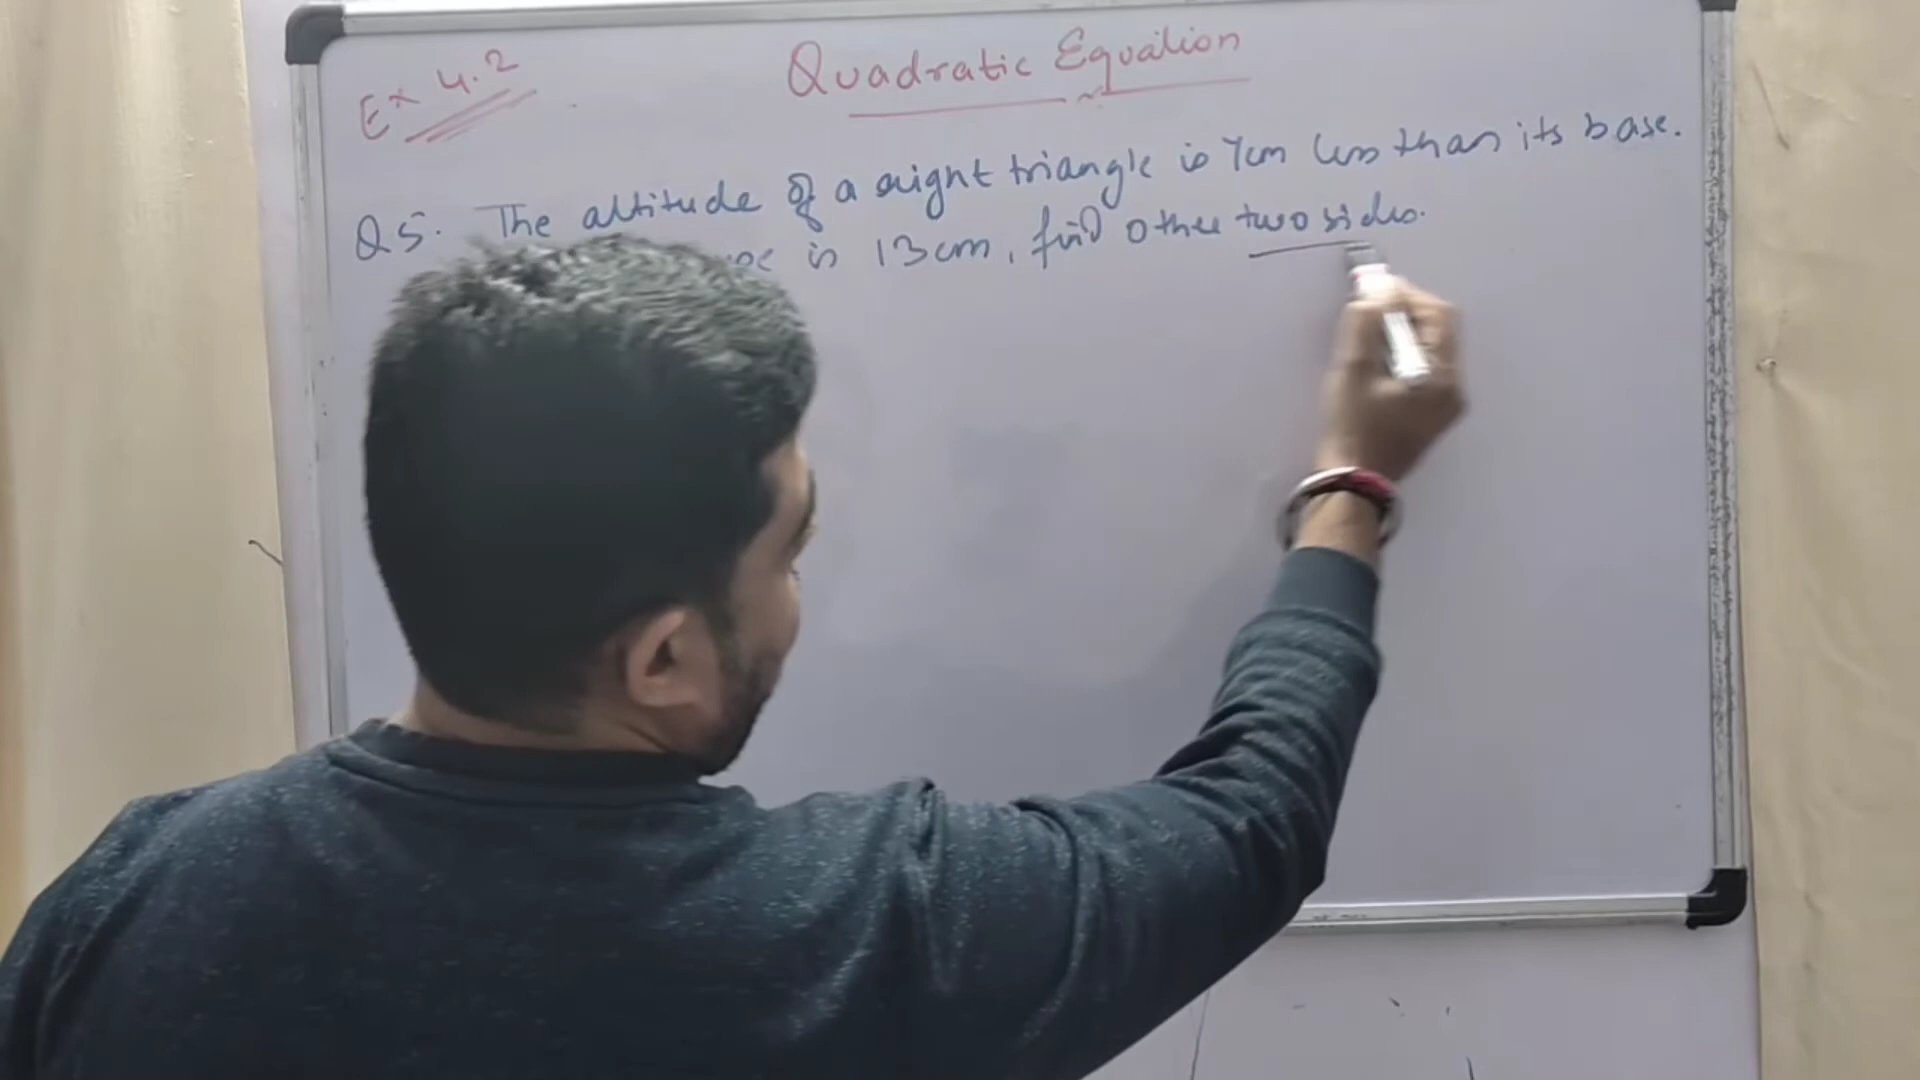 Ex 4.2
Quadratic Equation
Q5. The altitude of a right triangle is 7cm less than its base.
is 13cm, find other two sides.